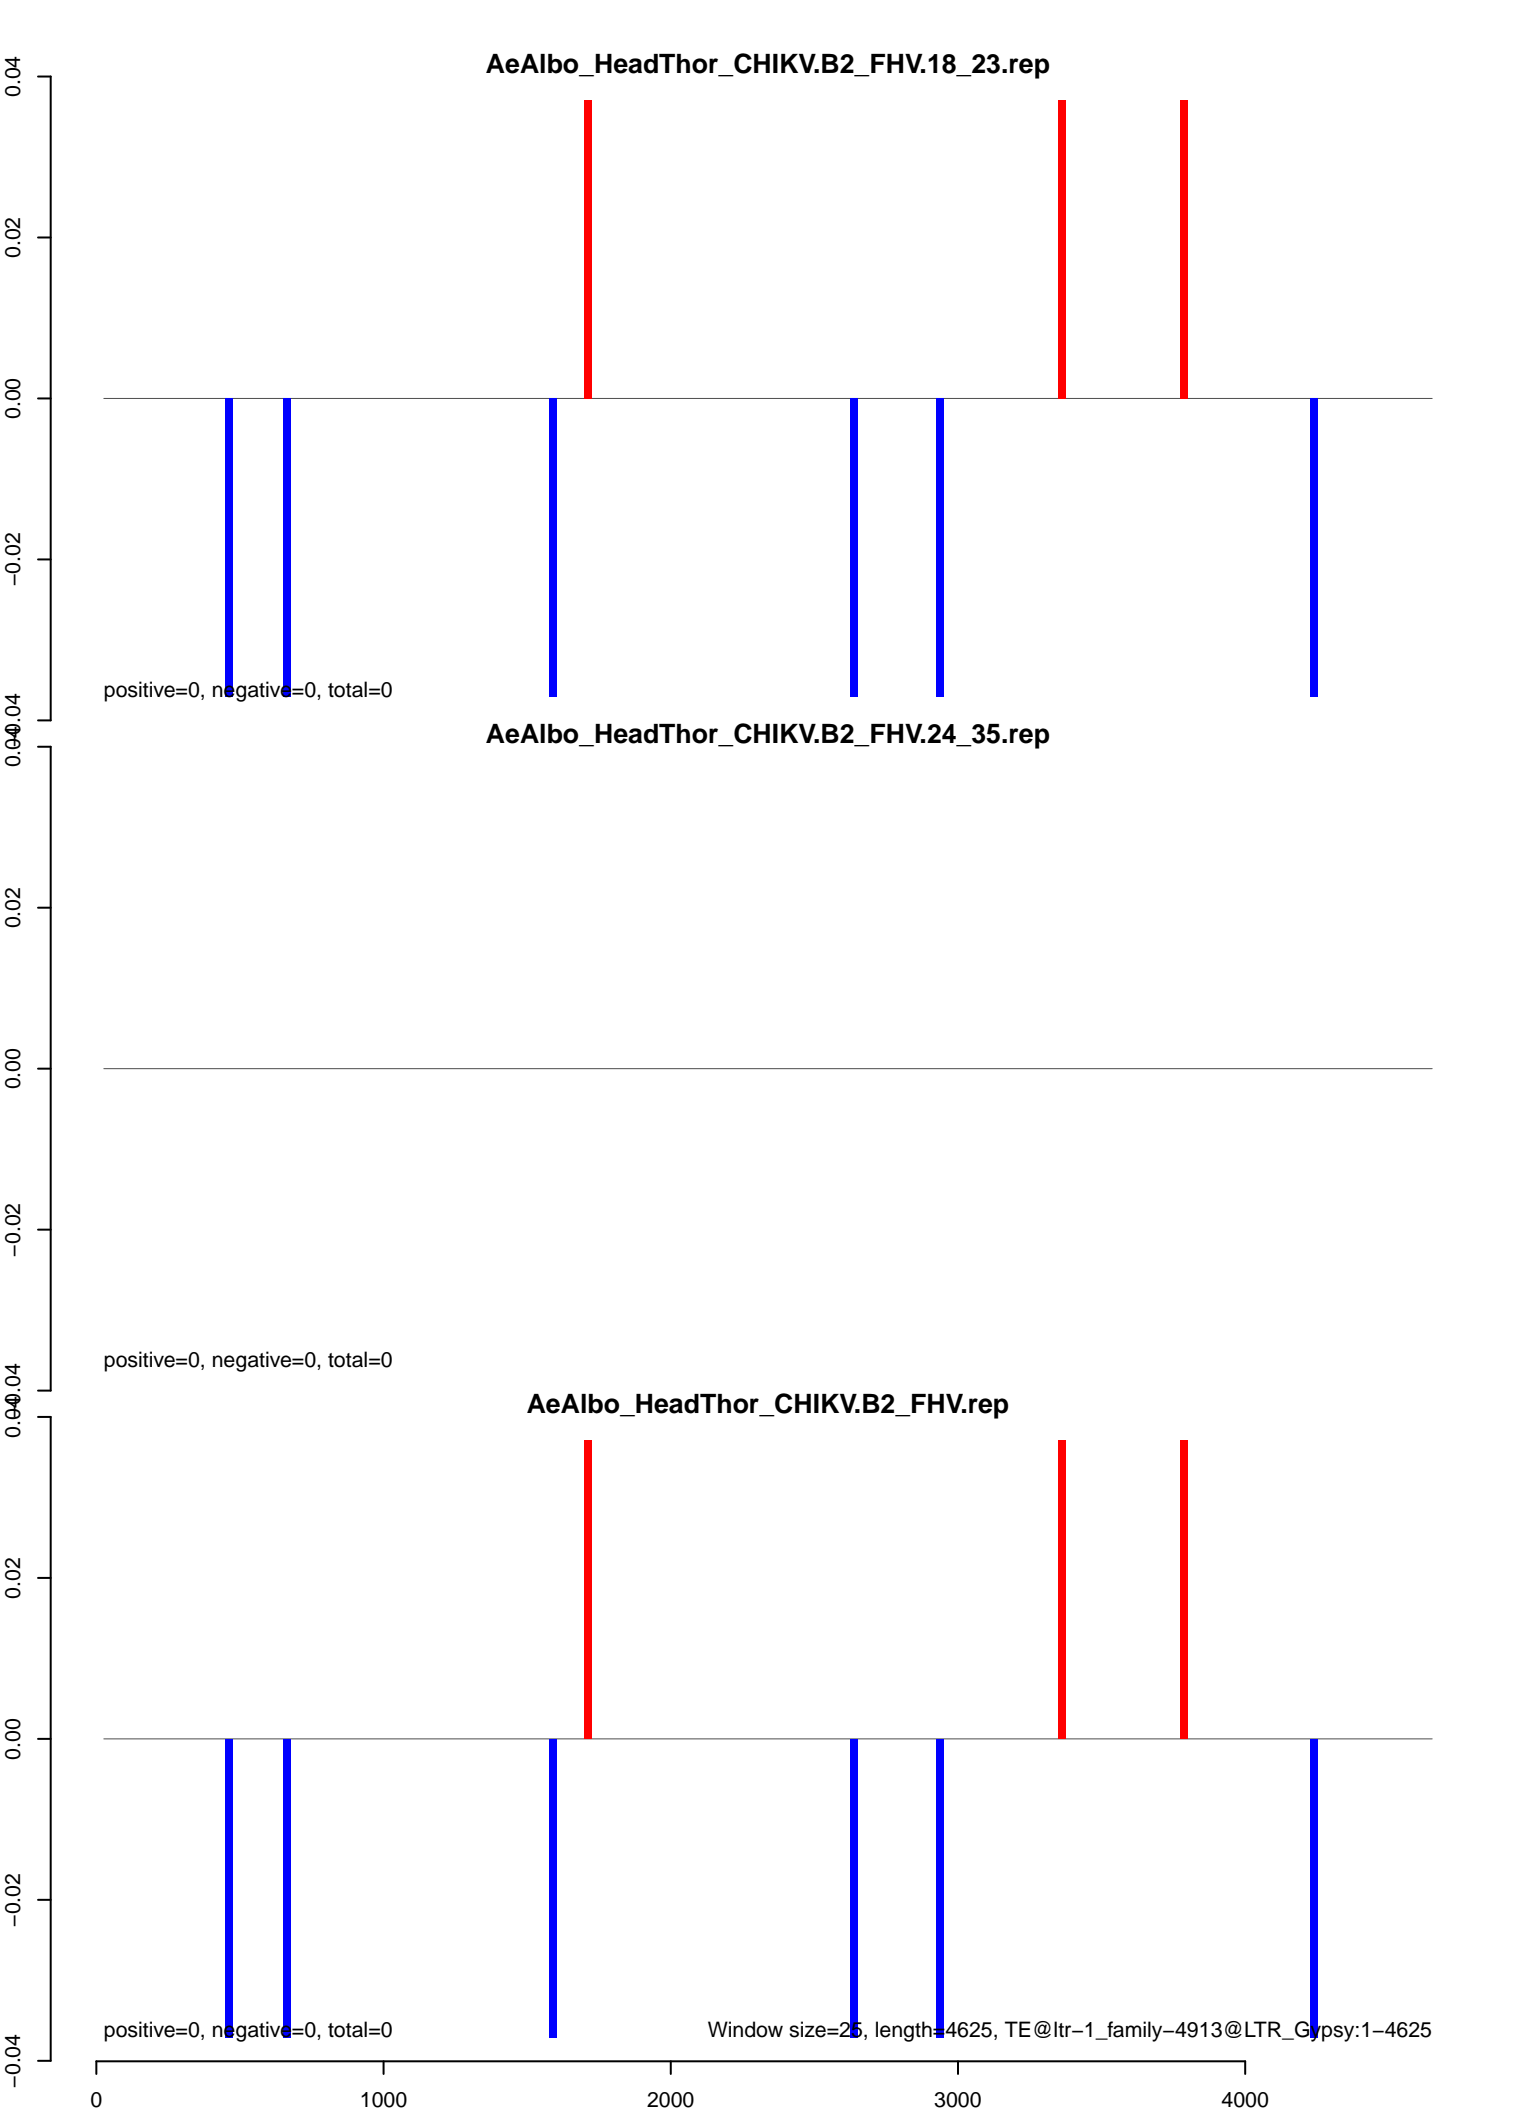 AeAlbo_HeadThor_CHIKV.B2_FHV.18_23.rep
0.04
0.02
0.00
−0.02
−0.04
positive=0, negative=0, total=0
AeAlbo_HeadThor_CHIKV.B2_FHV.24_35.rep
0.04
0.02
0.00
−0.02
−0.04
positive=0, negative=0, total=0
AeAlbo_HeadThor_CHIKV.B2_FHV.rep
0.04
0.02
0.00
−0.02
−0.04
positive=0, negative=0, total=0
Window size=25, length=4625, TE@ltr−1_family−4913@LTR_Gypsy:1−4625
0 1000 2000 3000 4000